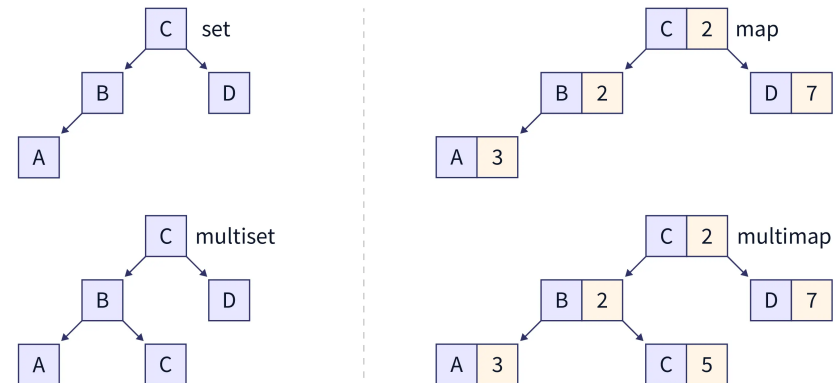 C set
B D
A
C 2 map
B 2 D 7
A 3
C multiset
B D
A C
C 2 multimap
B 2 D 7
A 3 C 5